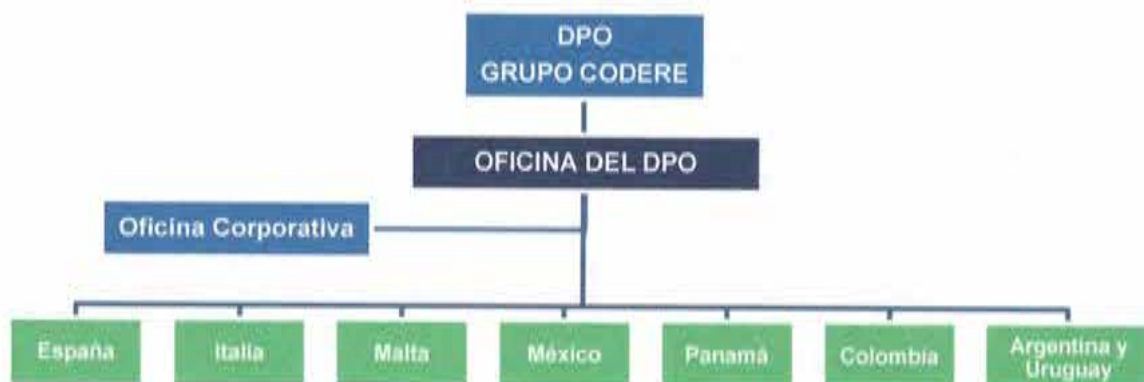 DPO
GRUPO CODERE
OFICINA DEL DPO
Oficina Corporativa
España
Italia
Malta
México
Panamá
Colombia
Argentina y
Uruguay